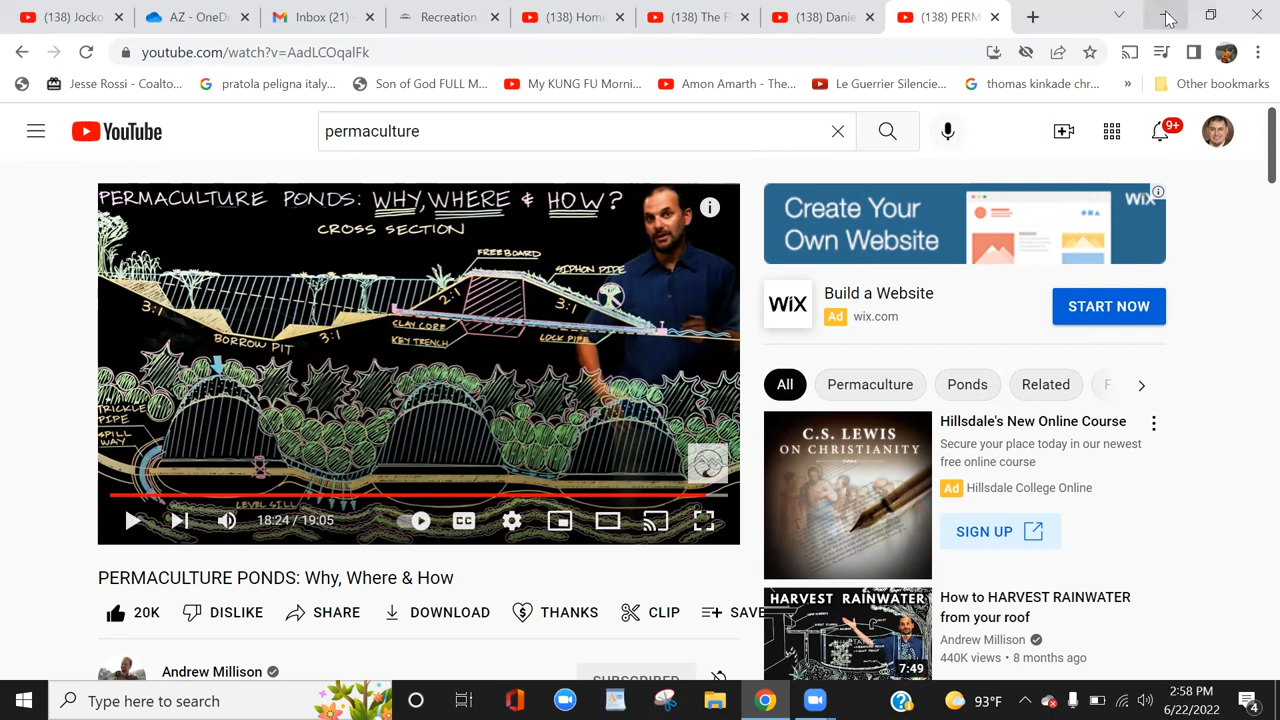 (138) Jocko
AZ - OneDr
Inbox (21) -
Recreation
(138) Homi
(138) The F
(138) Danie
(138) PERM
youtube.com/watch?v=AadLCOqaIFk
Jesse Rossi - Coalto...
pratola peligna italy...
Son of God FULL M...
My KUNG FU Morni...
Amon Amarth - The...
Le Guerrier Silencie...
thomas kinkade chr...
»
Other bookmarks
YouTube
permaculture
9+
PERMACULTURE PONDS: WHY, WHERE & HOW?
CROSS SECTION
FREEBOARD
SIPHON PIPE
3:1
2:1
3:1
CLAY CORE
KEY TRENCH
LOCK PIPE
BORROW PIT
3:1
TRICKLE
PIPE
SPILL
WAY
LEVEL SILL
18:24 / 19:05
CC
PERMACULTURE PONDS: Why, Where & How
20K
DISLIKE
SHARE
DOWNLOAD
THANKS
CLIP
SAVE
Andrew Millison
SUBSCRIBED
Create Your
Own Website
WiX
WiX
Build a Website
Ad wix.com
START NOW
All
Permaculture
Ponds
Related
F
C.S. LEWIS
ON CHRISTIANITY
Hillsdale's New Online Course
Secure your place today in our newest
free online course
Ad Hillsdale College Online
SIGN UP
HARVEST RAINWATER
7:49
How to HARVEST RAINWATER
from your roof
Andrew Millison
440K views • 8 months ago
Type here to search
93°F
2:58 PM
6/22/2022
4